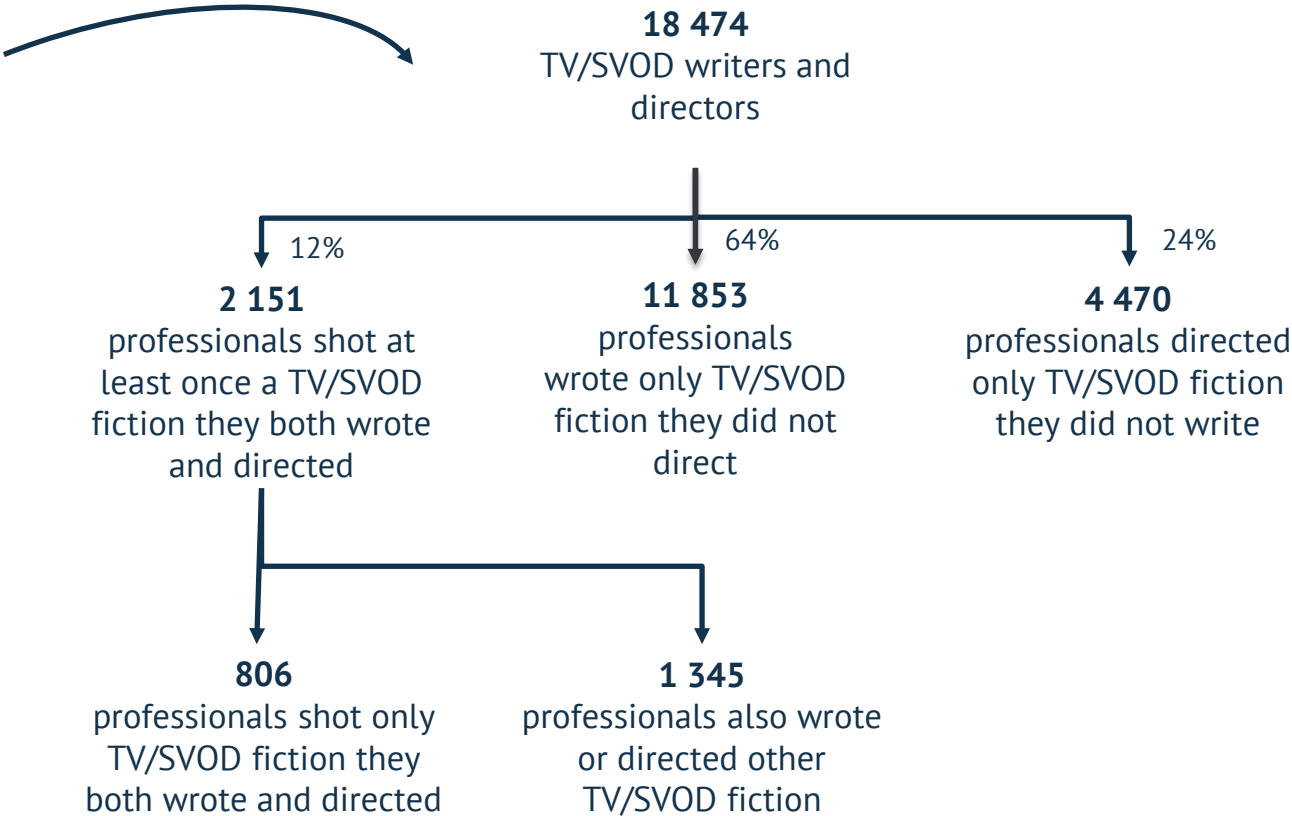 18 474
TV/SVOD writers and
directors
12%
64%
24%
2 151
professionals shot at
least once a TV/SVOD
fiction they both wrote
and directed
11 853
professionals
wrote only TV/SVOD
fiction they did not
direct
4 470
professionals directed
only TV/SVOD fiction
they did not write
806
professionals shot only
TV/SVOD fiction they
both wrote and directed
1 345
professionals also wrote
or directed other
TV/SVOD fiction